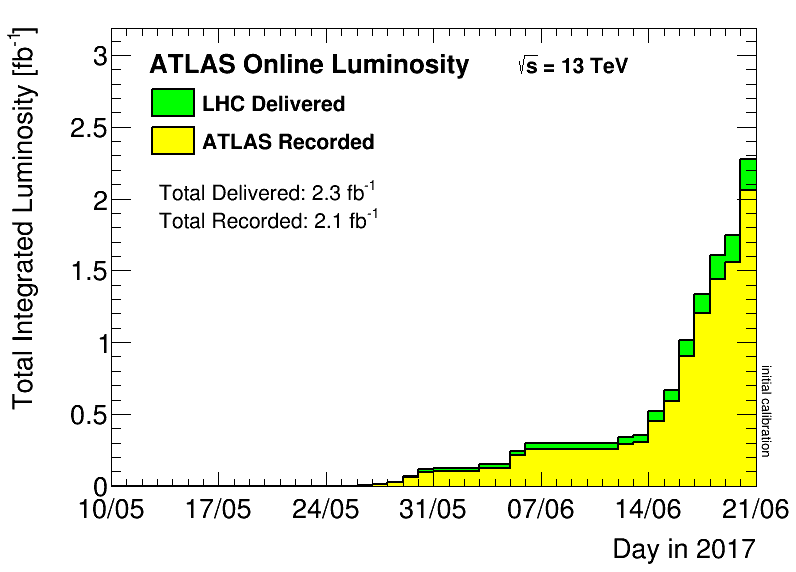 Total Integrated Luminosity [fb⁻¹]
3
2.5
2
1.5
1
0.5
0
ATLAS Online Luminosity
√s = 13 TeV
LHC Delivered
ATLAS Recorded
Total Delivered: 2.3 fb⁻¹
Total Recorded: 2.1 fb⁻¹
initial calibration
10/05
17/05
24/05
31/05
07/06
14/06
21/06
Day in 2017